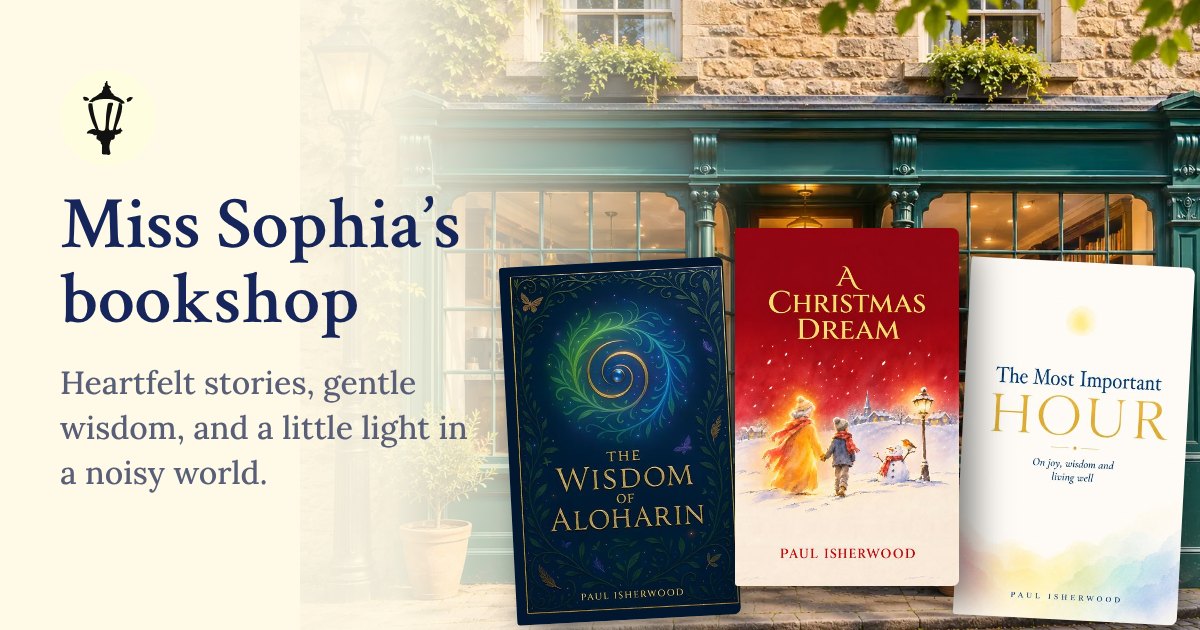 Miss Sophia’s
bookshop
Heartfelt stories, gentle
wisdom, and a little light in
a noisy world.
THE
WISDOM
OF
ALOHARIN
PAUL ISHERWOOD
A
CHRISTMAS
DREAM
PAUL ISHERWOOD
The Most Important
HOUR
On joy, wisdom and
living well
PAUL ISHERWOOD